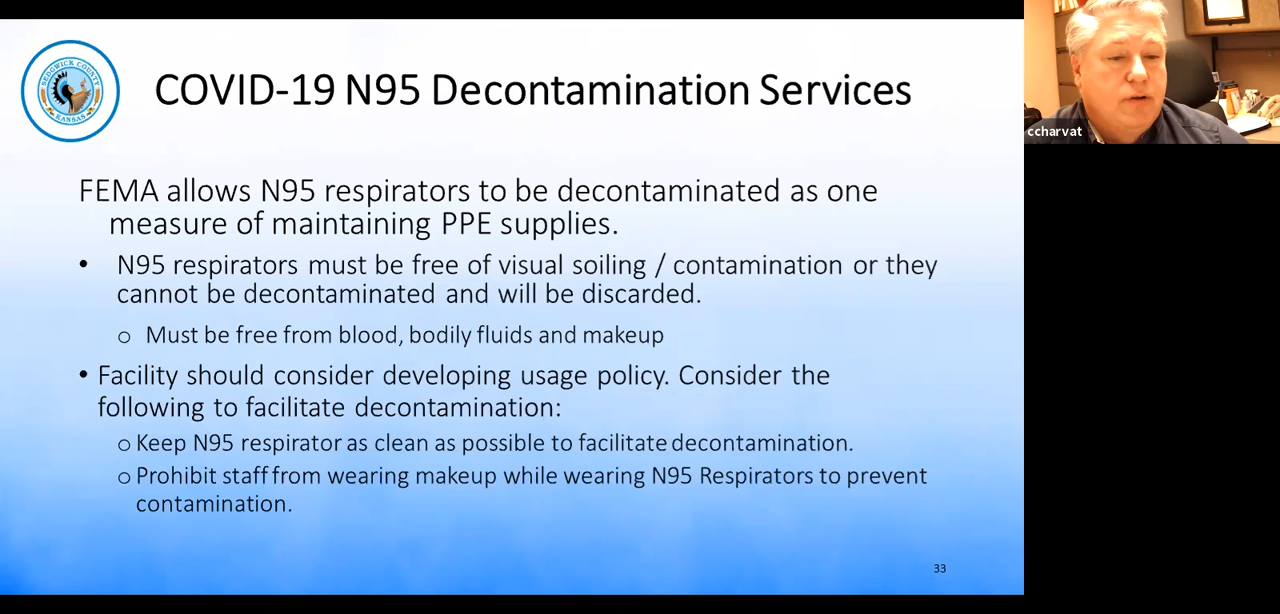 SEDGWICK COUNTY
KANSAS
COVID-19 N95 Decontamination Services
ccharvat
FEMA allows N95 respirators to be decontaminated as one
measure of maintaining PPE supplies.
• N95 respirators must be free of visual soiling / contamination or they
cannot be decontaminated and will be discarded.
o Must be free from blood, bodily fluids and makeup
• Facility should consider developing usage policy. Consider the
following to facilitate decontamination:
o Keep N95 respirator as clean as possible to facilitate decontamination.
o Prohibit staff from wearing makeup while wearing N95 Respirators to prevent
contamination.
33